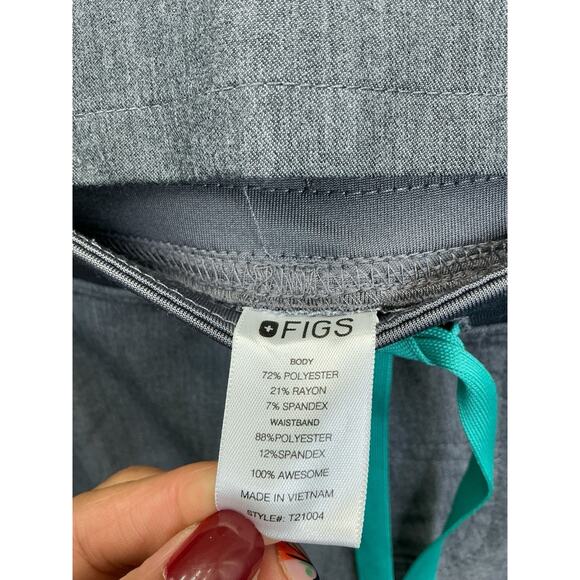 FIGS
BODY
72% POLYESTER
21% RAYON
7% SPANDEX
WAISTBAND
88%POLYESTER
12%SPANDEX
100% AWESOME
MADE IN VIETNAM
STYLE#: T21004